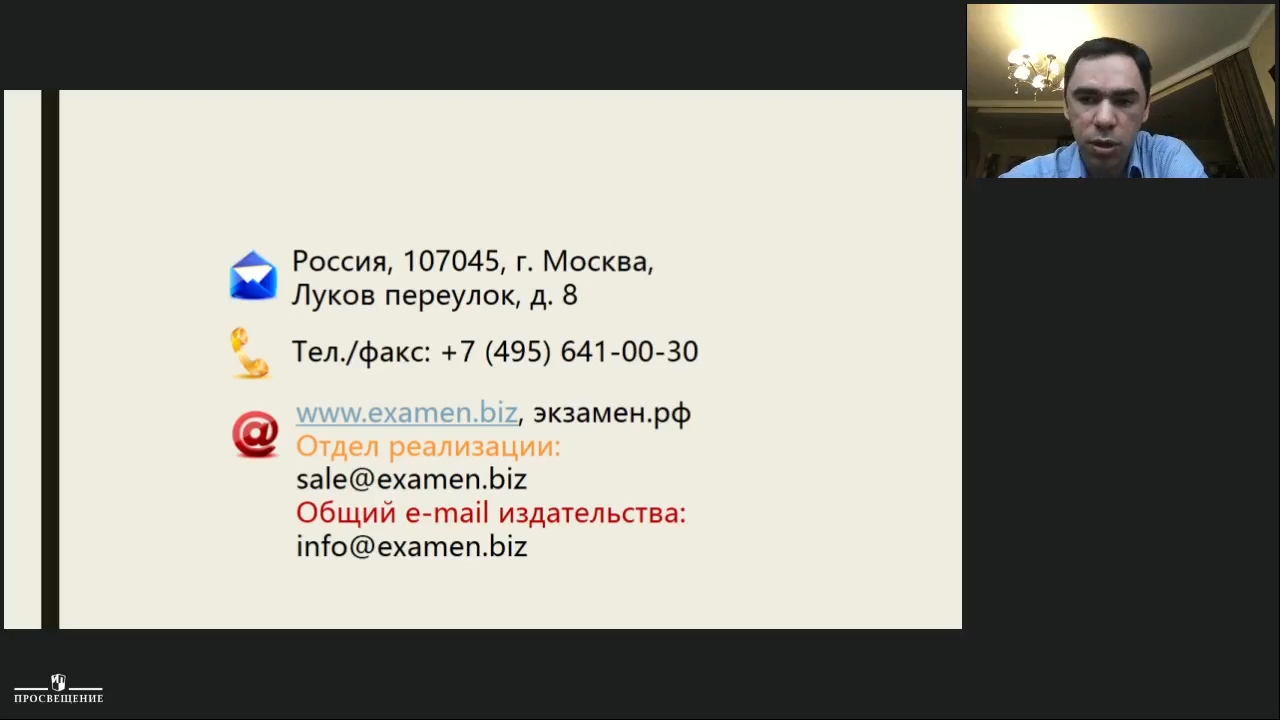 Россия, 107045, г. Москва,
Луков переулок, д. 8
Тел./факс: +7 (495) 641-00-30
www.examen.biz, экзамен.рф
Отдел реализации:
sale@examen.biz
Общий e-mail издательства:
info@examen.biz
ПРОСВЕЩЕНИЕ